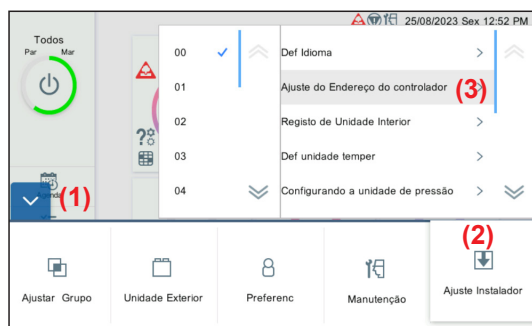 25/08/2023 Sex 12:52 PM
Todos
Par Mar
00
01
02
03
04
Def Idioma
Ajuste do Endereço do controlador (3)
Registo de Unidade Interior
Def unidade temper
Configurando a unidade de pressão
(1)
(2)
Ajustar Grupo
Unidade Exterior
Preferenc
Manutenção
Ajuste Instalador